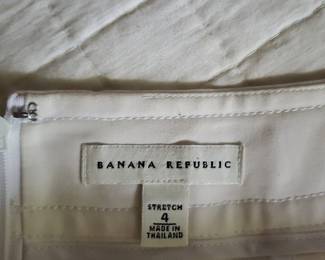 BANANA REPUBLIC
STRETCH
4
MADE IN
THAILAND